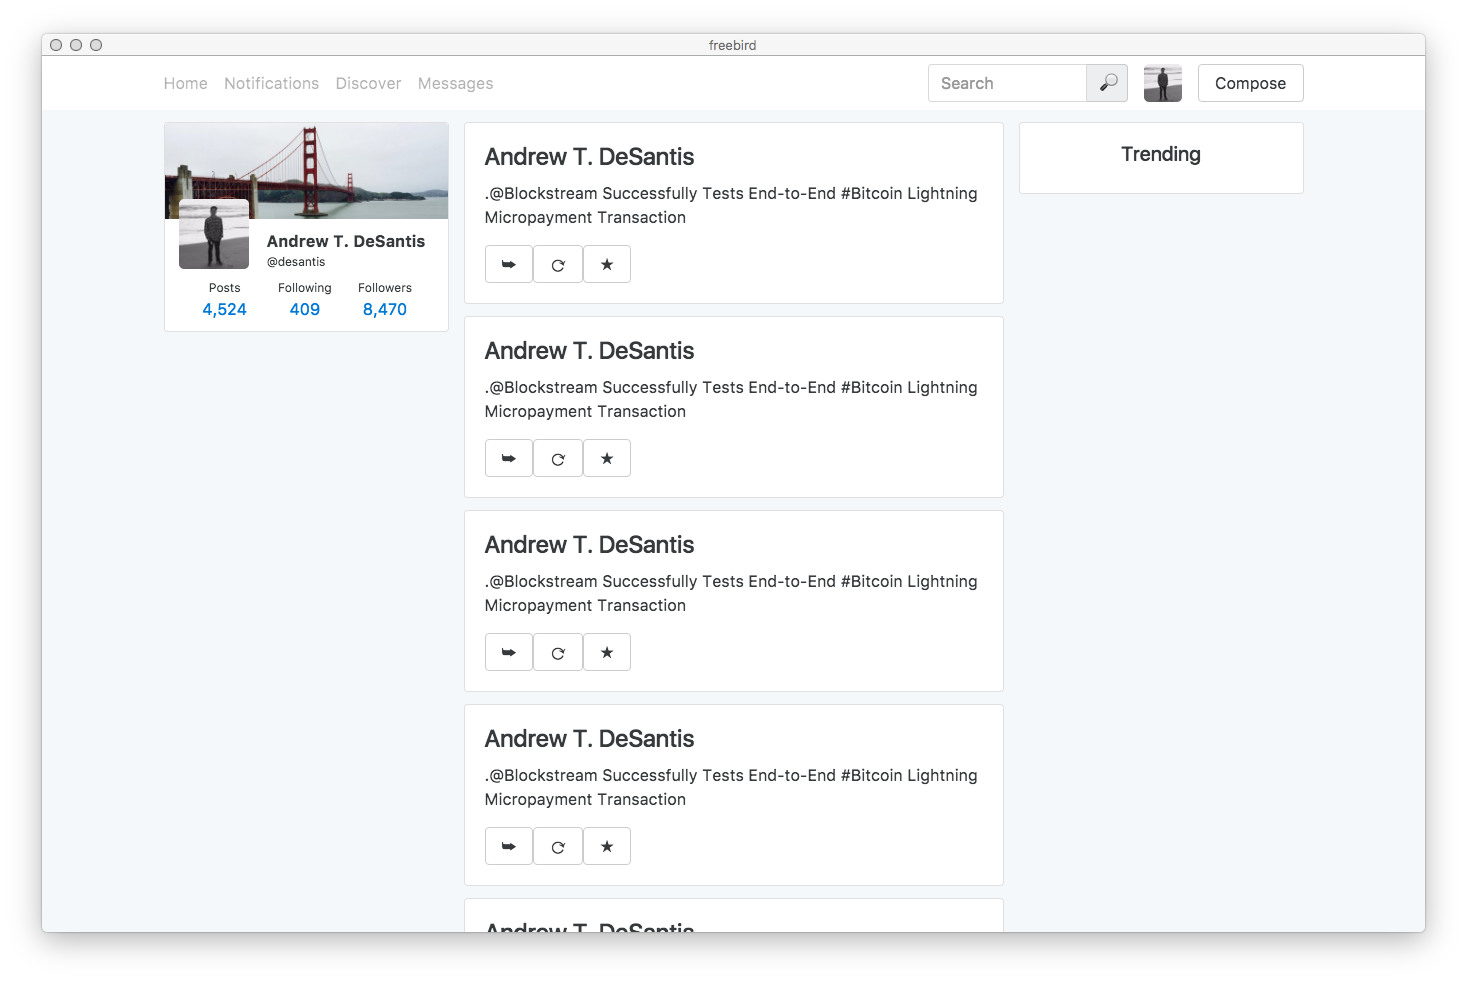 freebird
Home Notifications Discover Messages
Search
Compose
Andrew T. DeSantis
@desantis
Posts Following Followers
4,524 409 8,470
Andrew T. DeSantis
.@Blockstream Successfully Tests End-to-End #Bitcoin Lightning
Micropayment Transaction
Andrew T. DeSantis
.@Blockstream Successfully Tests End-to-End #Bitcoin Lightning
Micropayment Transaction
Andrew T. DeSantis
.@Blockstream Successfully Tests End-to-End #Bitcoin Lightning
Micropayment Transaction
Andrew T. DeSantis
.@Blockstream Successfully Tests End-to-End #Bitcoin Lightning
Micropayment Transaction
Andrew T. DeSantis
Trending